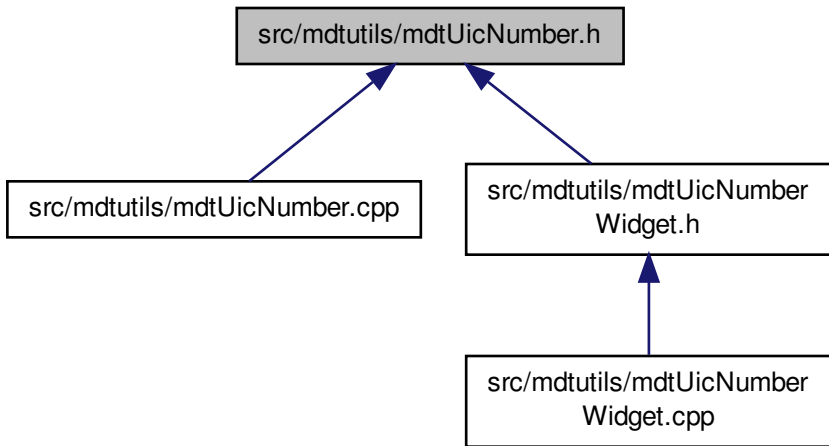 src/mdtutils/mdtUicNumber.h
src/mdtutils/mdtUicNumber.cpp
src/mdtutils/mdtUicNumber
Widget.h
src/mdtutils/mdtUicNumber
Widget.cpp